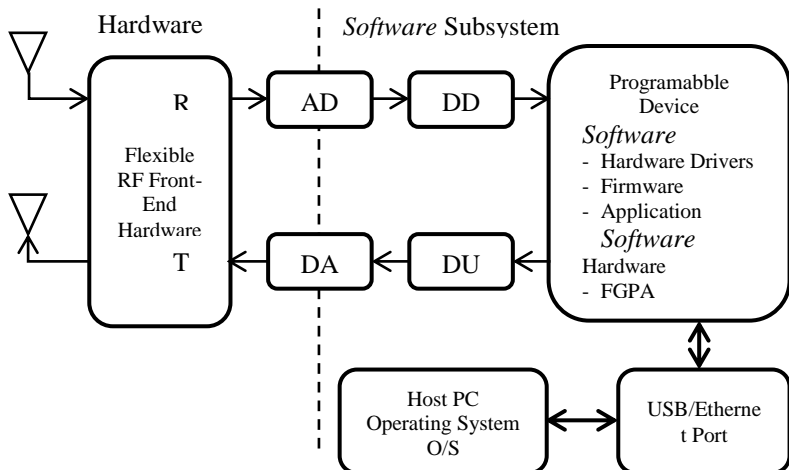 Hardware
Software Subsystem
R
Flexible
RF Front-
End
Hardware
T
AD
DD
DA
DU
Programabble
Device
Software
- Hardware Drivers
- Firmware
- Application
Software
Hardware
- FGPA
Host PC
Operating System
O/S
USB/Etherne
t Port